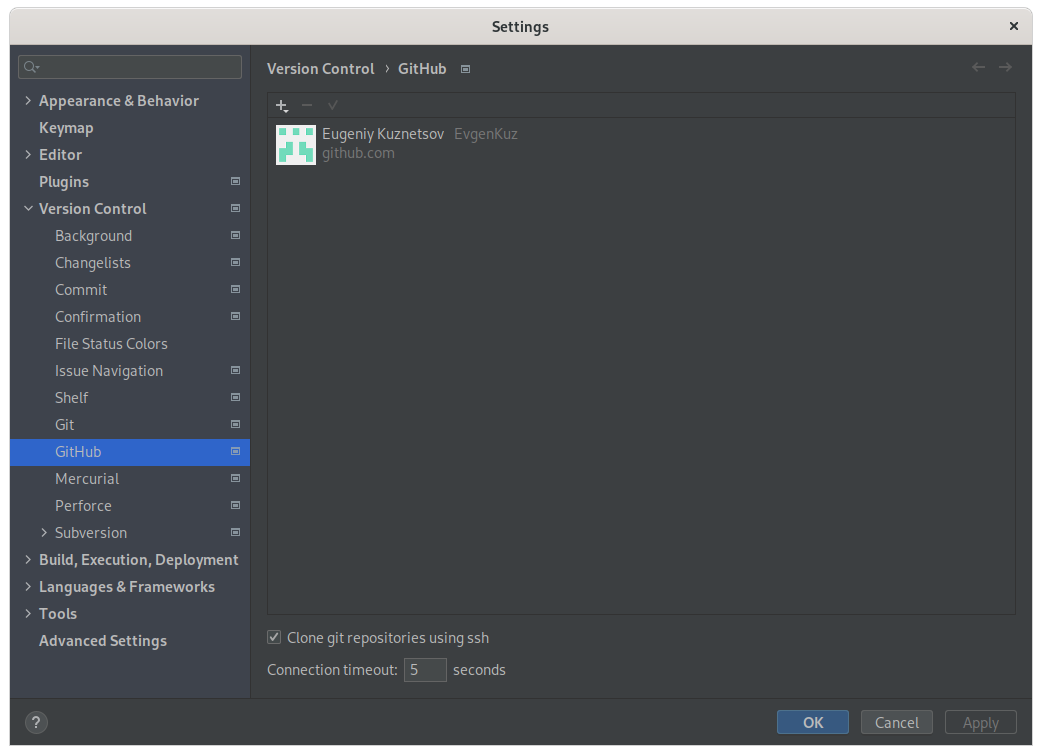 Settings
Version Control › GitHub
Appearance & Behavior
Keymap
Editor
Plugins
Version Control
Background
Changelists
Commit
Confirmation
File Status Colors
Issue Navigation
Shelf
Git
GitHub
Mercurial
Perforce
Subversion
Build, Execution, Deployment
Languages & Frameworks
Tools
Advanced Settings
Eugeniy Kuznetsov EvgenKuz
github.com
Clone git repositories using ssh
Connection timeout: 5 seconds
?
OK Cancel Apply